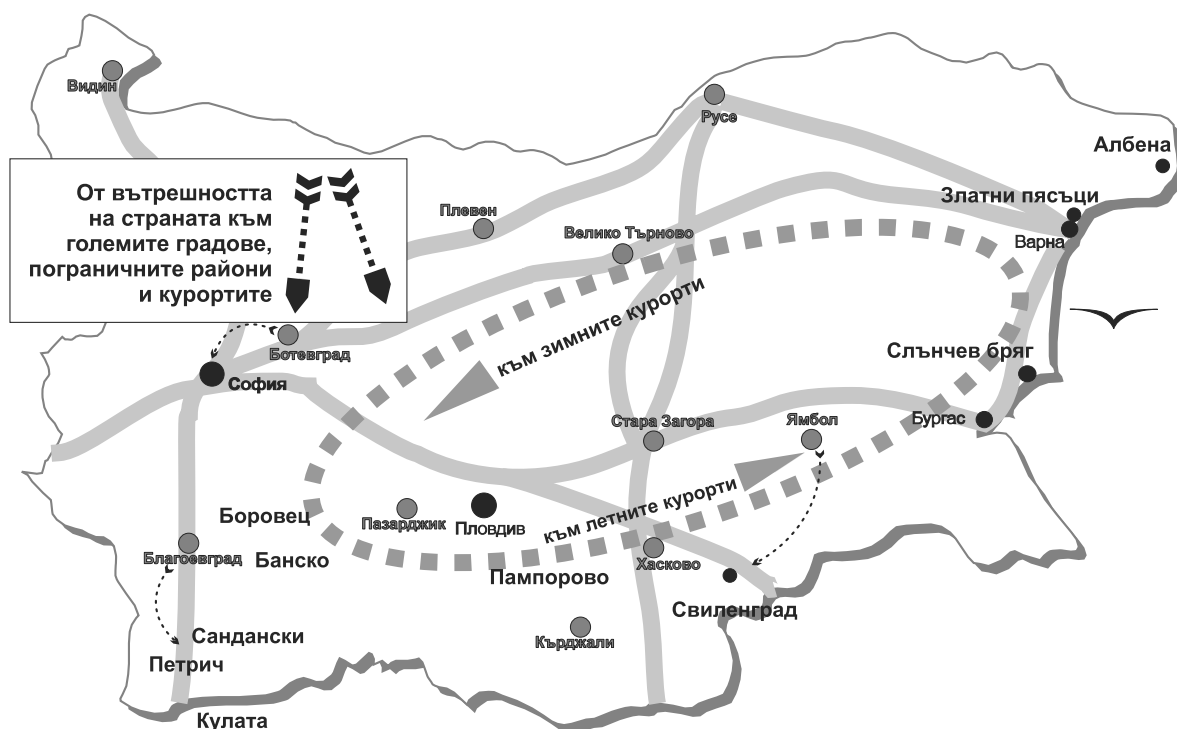 Видин
Русе
Албена
От вътрешността
на страната към
големите градове,
пограничните райони
и курортите
Плевен
Златни пясъци
Велико Търново
Варна
към зимните курорти
Ботевград
Слънчев бряг
София
Стара Загора
Ямбол
Бургас
към летните курорти
Боровец
Пазарджик
Пловдив
Благоевград
Банско
Хасково
Пампорово
Свиленград
Сандански
Кърджали
Петрич
Кулата